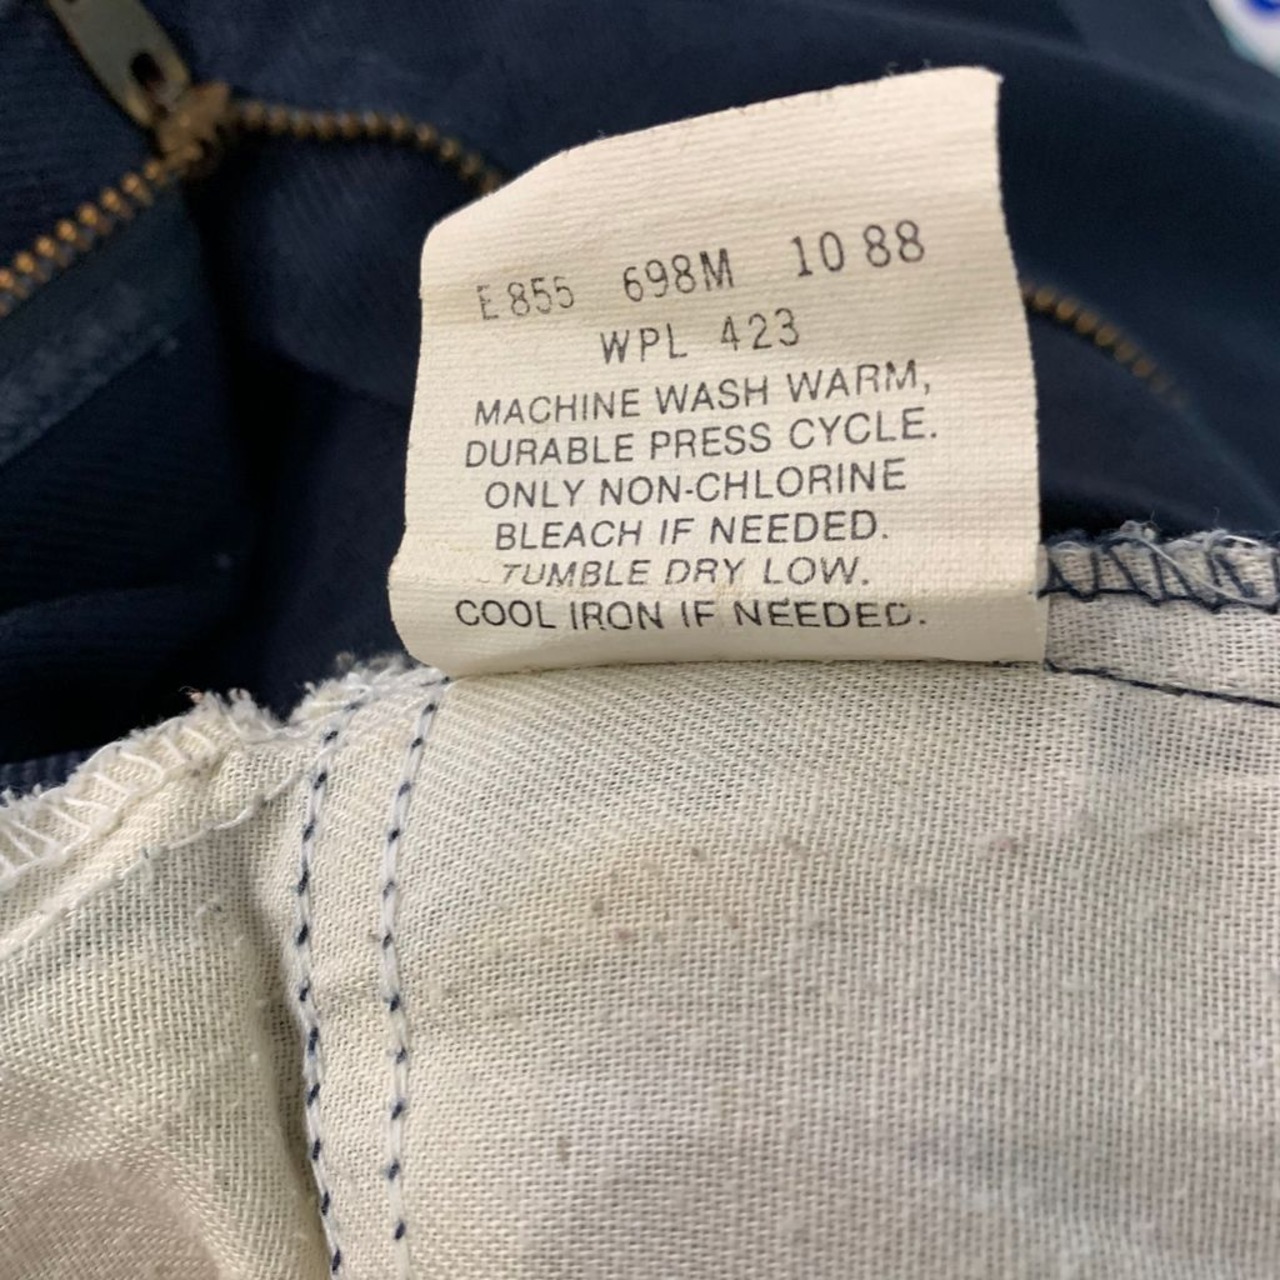 E855 698M 10 88
WPL 423
MACHINE WASH WARM,
DURABLE PRESS CYCLE.
ONLY NON-CHLORINE
BLEACH IF NEEDED.
TUMBLE DRY LOW.
COOL IRON IF NEEDED.